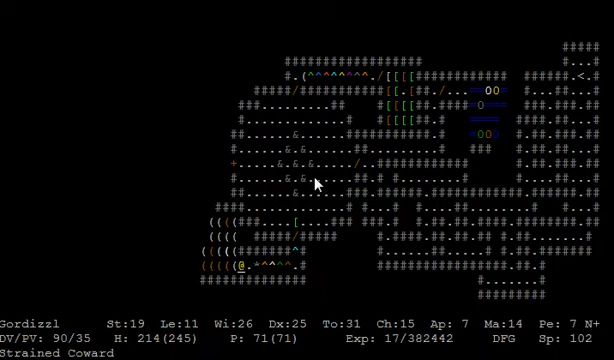 Gordizzl St:19 Le:11 Wi:26 Dx:25 To:31 Ch:15 Ap: 7 Ma:14 Pe: 7 N+
DV/PV: 90/35 H: 214(245) P: 71(71) Exp: 17/382442 DFG Sp: 102
Strained Coward